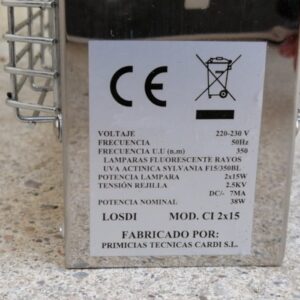 CE
VOLTAJE 220-230 V
FRECUENCIA 50Hz
FRECUENCIA U.U (n.m) 350
LAMPARAS FLUORESCENTE RAYOS
UVA ACTINICA SYLVANIA F15/350BL
POTENCIA LAMPARA 2x15W
TENSIÓN REJILLA 2.5KV
DC/- 7MA
POTENCIA NOMINAL 38W
LOSDI MOD. CI 2x15
FABRICADO POR:
PRIMICIAS TECNICAS CARDI S.L.